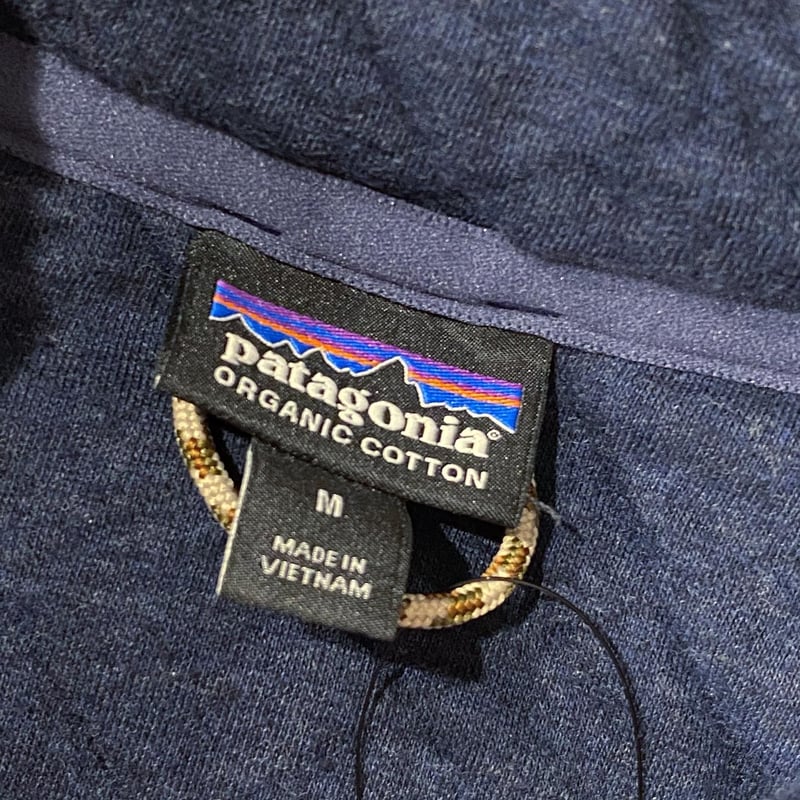 patagonia®
ORGANIC COTTON
M
MADE IN
VIETNAM